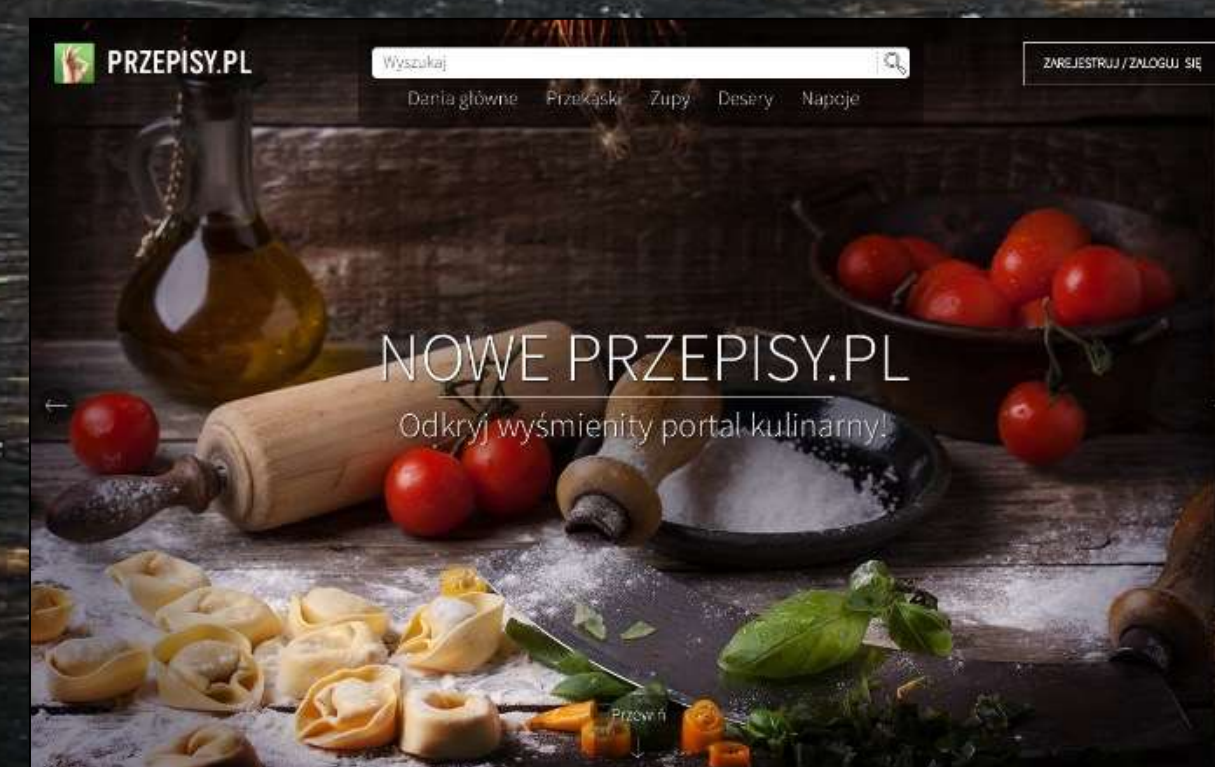 PRZEPISY.PL
Wyszukaj
ZAREJESTRUJ / ZALOGUJ SIĘ
Dania główne Przekąski Zupy Desery Napoje
NOWE PRZEPISY.PL
Odkryj wyśmienity portal kulinarny!
Przewiń